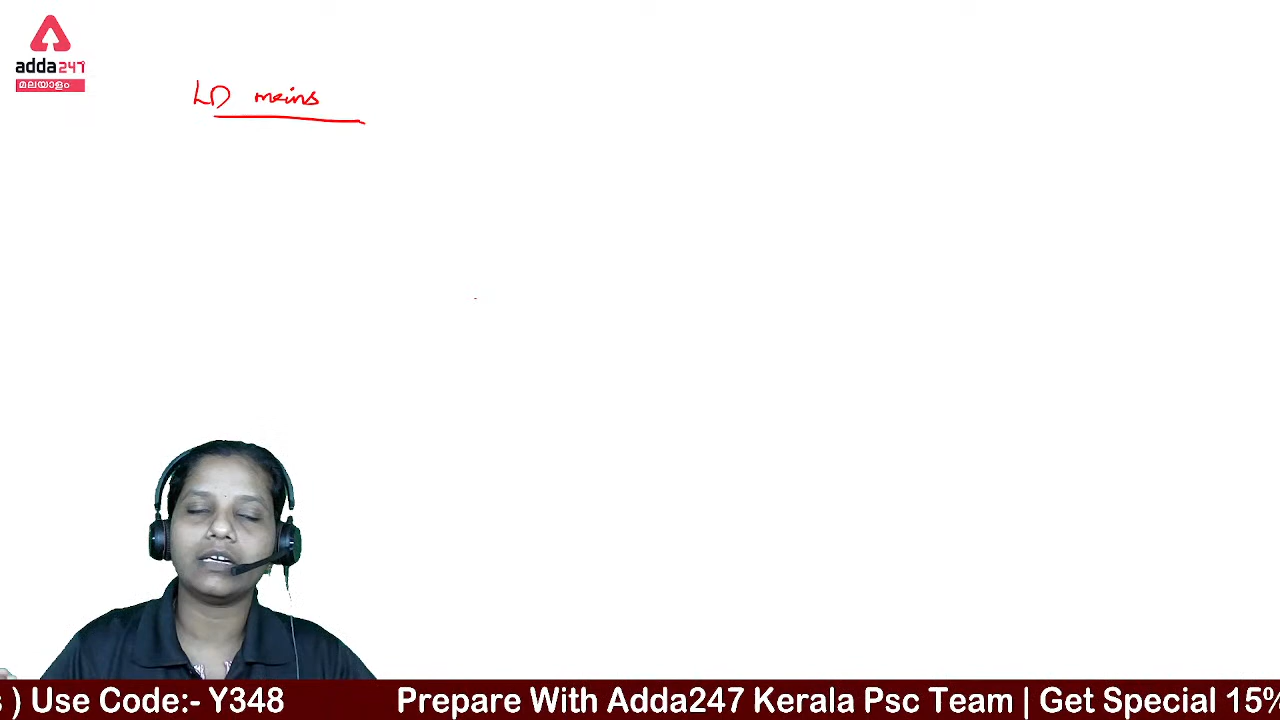 adda247
മലയാളം
LD mains
s ) Use Code:- Y348 Prepare With Adda247 Kerala Psc Team | Get Special 15%